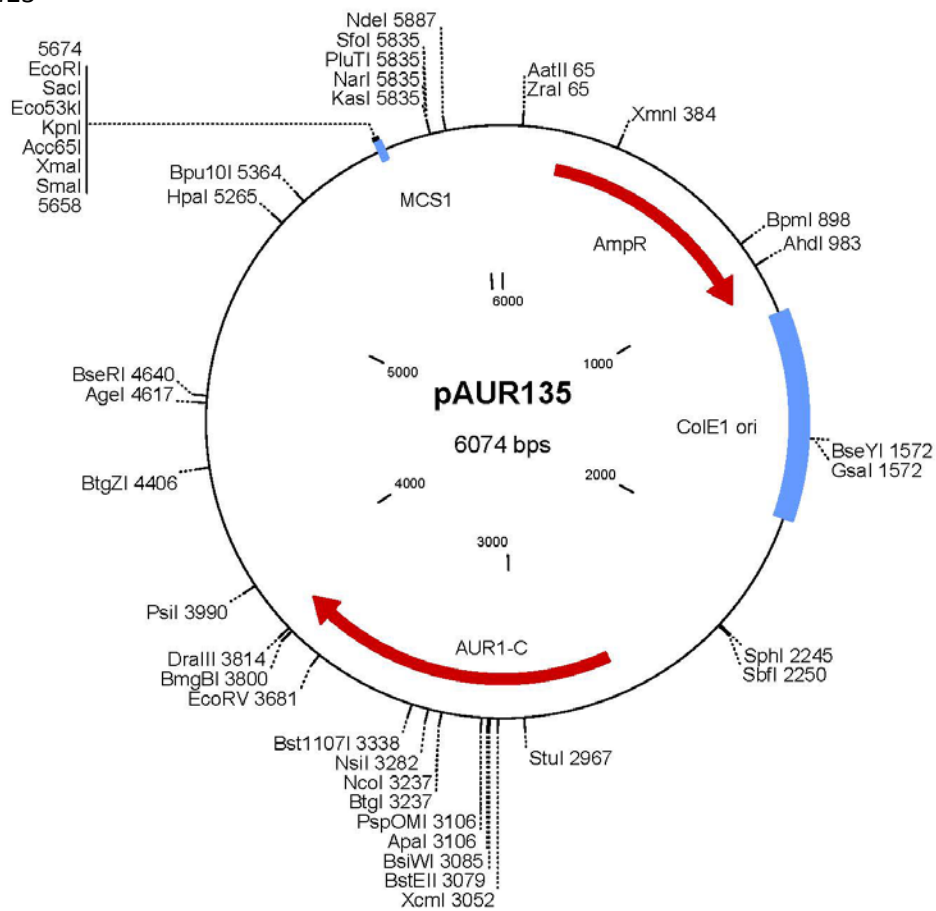 5674
EcoRI
SacI
Eco53kI
KpnI
Acc65I
XmaI
SmaI
5658
NdeI 5887
SfoI 5835
PluTI 5835
NarI 5835
KasI 5835
Bpu10I 5364
HpaI 5265
BseRI 4640
AgeI 4617
BtgZI 4406
PsiI 3990
DraIII 3814
BmgBI 3800
EcoRV 3681
Bst1107I 3338
NsiI 3282
NcoI 3237
BtgI 3237
PspOMI 3106
ApaI 3106
BsiWI 3085
BstEII 3079
XcmI 3052
StuI 2967
SphI 2245
SbfI 2250
BseYI 1572
GsaI 1572
AhdI 983
BpmI 898
XmnI 384
AatII 65
ZraI 65
MCS1
AmpR
ColE1 ori
AUR1-C
6000
1000
2000
3000
4000
5000
pAUR135
6074 bps